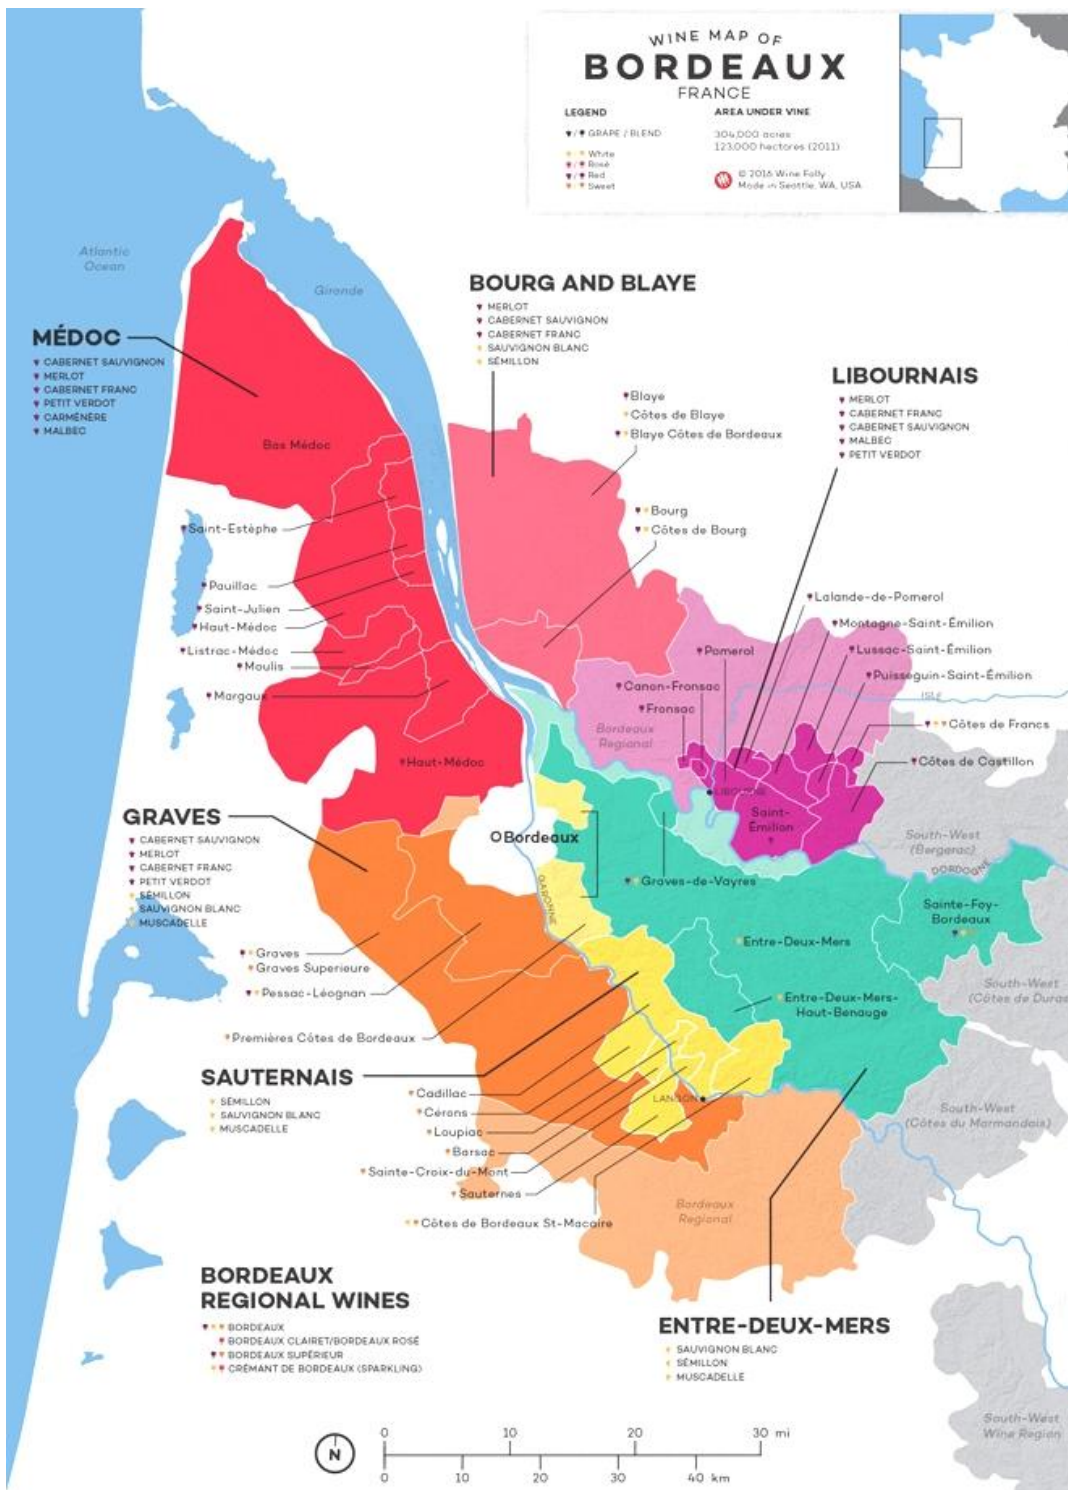 WINE MAP OF
BORDEAUX
FRANCE
LEGEND
/ GRAPE / BLEND
/ White
/ Rosé
/ Red
/ Sweet
AREA UNDER VINE
304,000 acres
123,000 hectares (2011)
© 2016 Wine Folly
Made in Seattle, WA, USA
Atlantic
Ocean
Gironde
MÉDOC
CABERNET SAUVIGNON
MERLOT
CABERNET FRANC
PETIT VERDOT
CARMÉNÈRE
MALBEC
BOURG AND BLAYE
MERLOT
CABERNET SAUVIGNON
CABERNET FRANC
SAUVIGNON BLANC
SÉMILLON
LIBOURNAIS
MERLOT
CABERNET FRANC
CABERNET SAUVIGNON
MALBEC
PETIT VERDOT
Blaye
Côtes de Blaye
Blaye Côtes de Bordeaux
Bas Médoc
Bourg
Côtes de Bourg
Saint-Estèphe
Pauillac
Saint-Julien
Haut-Médoc
Listrac-Médoc
Moulis
Margaux
Haut-Médoc
Lalande-de-Pomerol
Montagne-Saint-Émilion
Lussac-Saint-Émilion
Puisseguin-Saint-Émilion
ISLE
Pomerol
Canon-Fronsac
Fronsac
Bordeaux
Regional
Côtes de Francs
Côtes de Castillon
LIBOURNE
Saint-
Émilion
South-West
(Bergerac)
DORDOGNE
GRAVES
CABERNET SAUVIGNON
MERLOT
CABERNET FRANC
PETIT VERDOT
SÉMILLON
SAUVIGNON BLANC
MUSCADELLE
Bordeaux
GARONNE
Graves-de-Vayres
Sainte-Foy-
Bordeaux
Entre-Deux-Mers
Entre-Deux-Mers-
Haut-Benauge
South-West
(Côtes de Duras
Graves
Graves Superieure
Pessac-Léognan
Premières Côtes de Bordeaux
SAUTERNAIS
SÉMILLON
SAUVIGNON BLANC
MUSCADELLE
Cadillac
Cérons
Loupiac
Barsac
Sainte-Croix-du-Mont
Sauternes
Côtes de Bordeaux St-Macaire
LANGON
South-West
(Côtes du Marmandais)
Bordeaux
Regional
BORDEAUX
REGIONAL WINES
BORDEAUX
BORDEAUX CLAIRET/BORDEAUX ROSÉ
BORDEAUX SUPÉRIEUR
CRÉMANT DE BORDEAUX (SPARKLING)
ENTRE-DEUX-MERS
SAUVIGNON BLANC
SÉMILLON
MUSCADELLE
South-West
Wine Region
N
0 10 20 30 mi
0 10 20 30 40 km